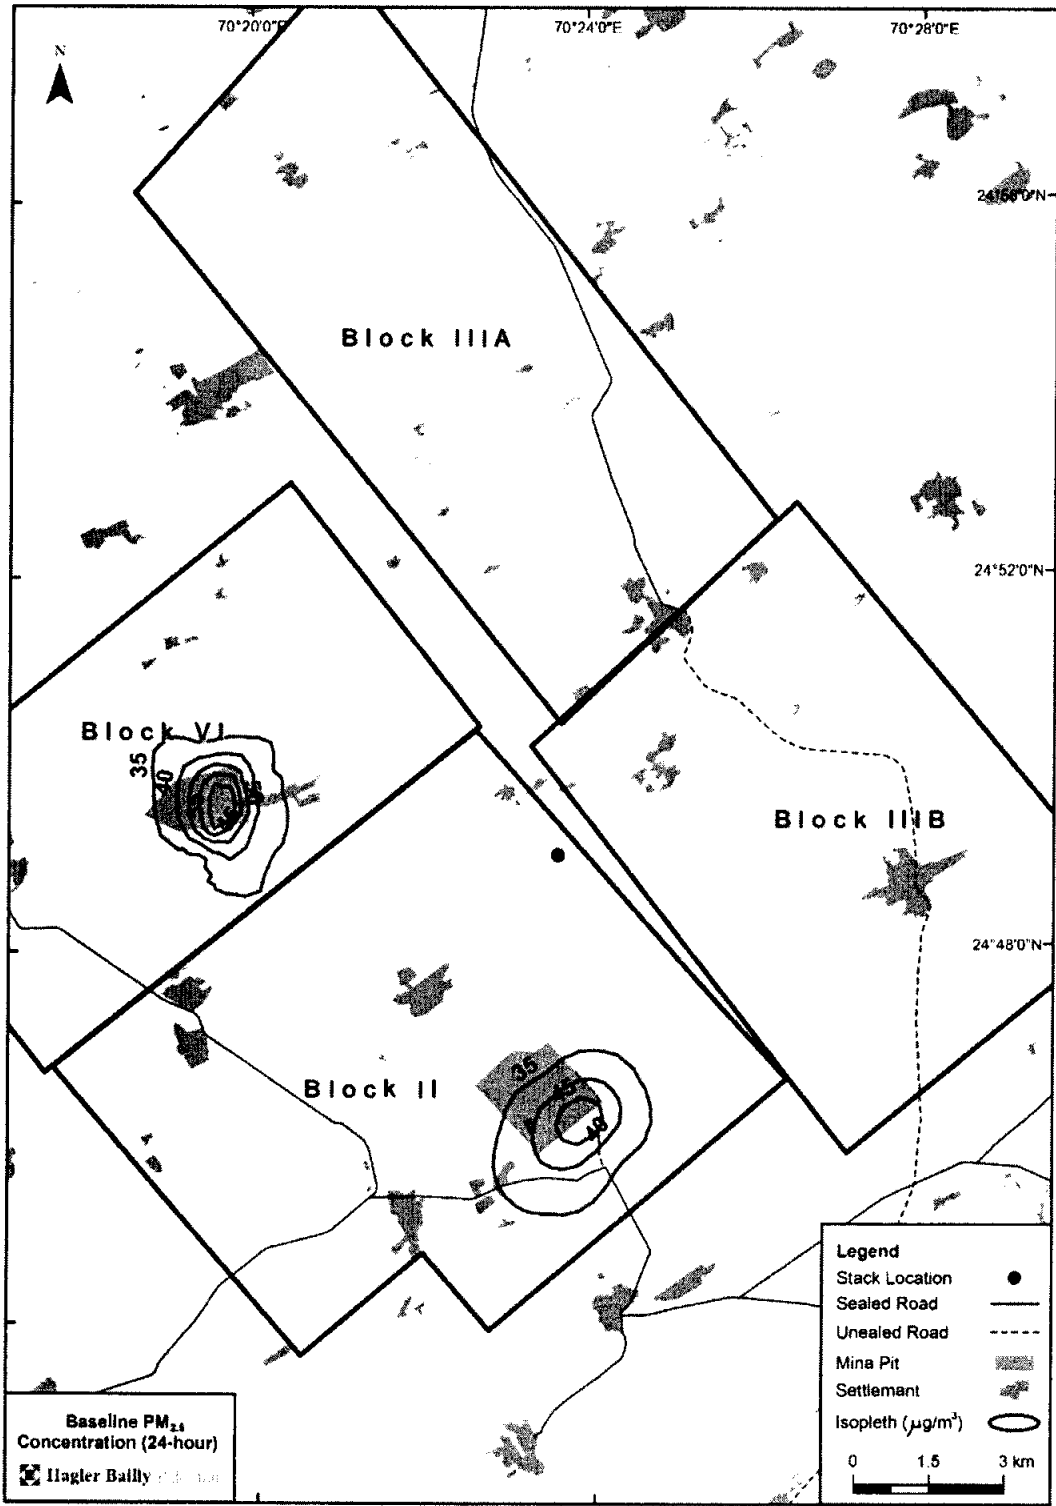 70°20'0"E
70°24'0"E
70°28'0"E
N
24°56'0"N
Block IIIA
24°52'0"N
Block VI
35
40
Block IIIB
24°48'0"N
35
45
Block II
Legend
Stack Location
Sealed Road
Unealed Road
Mina Pit
Settlemant
Isopleth (µg/m³)
0 1.5 3 km
Baseline PM2.5
Concentration (24-hour)
Hagler Bailly